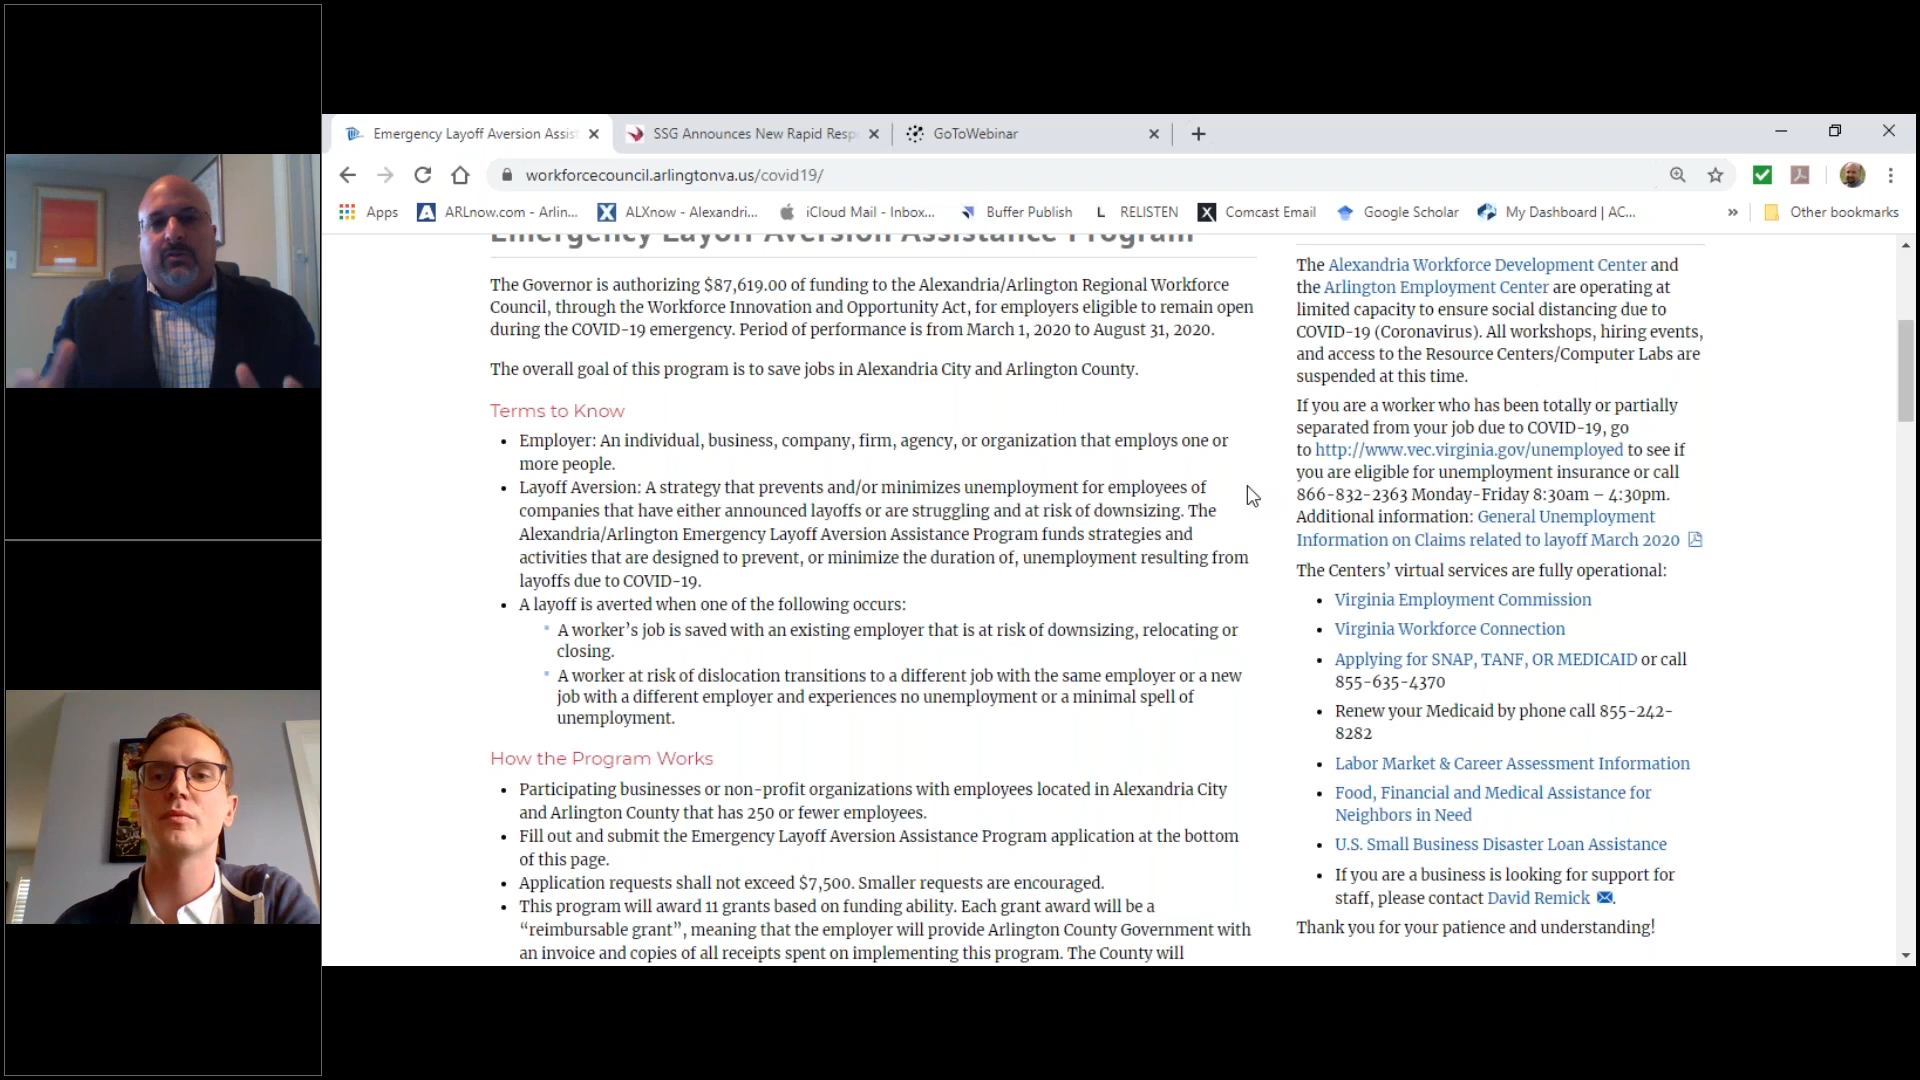 Emergency Layoff Aversion Assis
SSG Announces New Rapid Resp
GoToWebinar
workforcecouncil.arlingtonva.us/covid19/
Apps
ARLnow.com - Arlin...
ALXnow - Alexandri...
iCloud Mail - Inbox...
Buffer Publish
L RELISTEN
Comcast Email
Google Scholar
My Dashboard | AC...
»
Other bookmarks
Emergency Layoff Aversion Assistance Program
The Governor is authorizing $87,619.00 of funding to the Alexandria/Arlington Regional Workforce
Council, through the Workforce Innovation and Opportunity Act, for employers eligible to remain open
during the COVID-19 emergency. Period of performance is from March 1, 2020 to August 31, 2020.
The overall goal of this program is to save jobs in Alexandria City and Arlington County.
Terms to Know
• Employer: An individual, business, company, firm, agency, or organization that employs one or
more people.
• Layoff Aversion: A strategy that prevents and/or minimizes unemployment for employees of
companies that have either announced layoffs or are struggling and at risk of downsizing. The
Alexandria/Arlington Emergency Layoff Aversion Assistance Program funds strategies and
activities that are designed to prevent, or minimize the duration of, unemployment resulting from
layoffs due to COVID-19.
• A layoff is averted when one of the following occurs:
A worker's job is saved with an existing employer that is at risk of downsizing, relocating or
closing.
A worker at risk of dislocation transitions to a different job with the same employer or a new
job with a different employer and experiences no unemployment or a minimal spell of
unemployment.
How the Program Works
• Participating businesses or non-profit organizations with employees located in Alexandria City
and Arlington County that has 250 or fewer employees.
• Fill out and submit the Emergency Layoff Aversion Assistance Program application at the bottom
of this page.
• Application requests shall not exceed $7,500. Smaller requests are encouraged.
• This program will award 11 grants based on funding ability. Each grant award will be a
“reimbursable grant”, meaning that the employer will provide Arlington County Government with
an invoice and copies of all receipts spent on implementing this program. The County will
The Alexandria Workforce Development Center and
the Arlington Employment Center are operating at
limited capacity to ensure social distancing due to
COVID-19 (Coronavirus). All workshops, hiring events,
and access to the Resource Centers/Computer Labs are
suspended at this time.
If you are a worker who has been totally or partially
separated from your job due to COVID-19, go
to http://www.vec.virginia.gov/unemployed to see if
you are eligible for unemployment insurance or call
866-832-2363 Monday-Friday 8:30am – 4:30pm.
Additional information: General Unemployment
Information on Claims related to layoff March 2020
The Centers’ virtual services are fully operational:
• Virginia Employment Commission
• Virginia Workforce Connection
• Applying for SNAP, TANF, OR MEDICAID or call
855-635-4370
• Renew your Medicaid by phone call 855-242-
8282
• Labor Market & Career Assessment Information
• Food, Financial and Medical Assistance for
Neighbors in Need
• U.S. Small Business Disaster Loan Assistance
• If you are a business is looking for support for
staff, please contact David Remick .
Thank you for your patience and understanding!